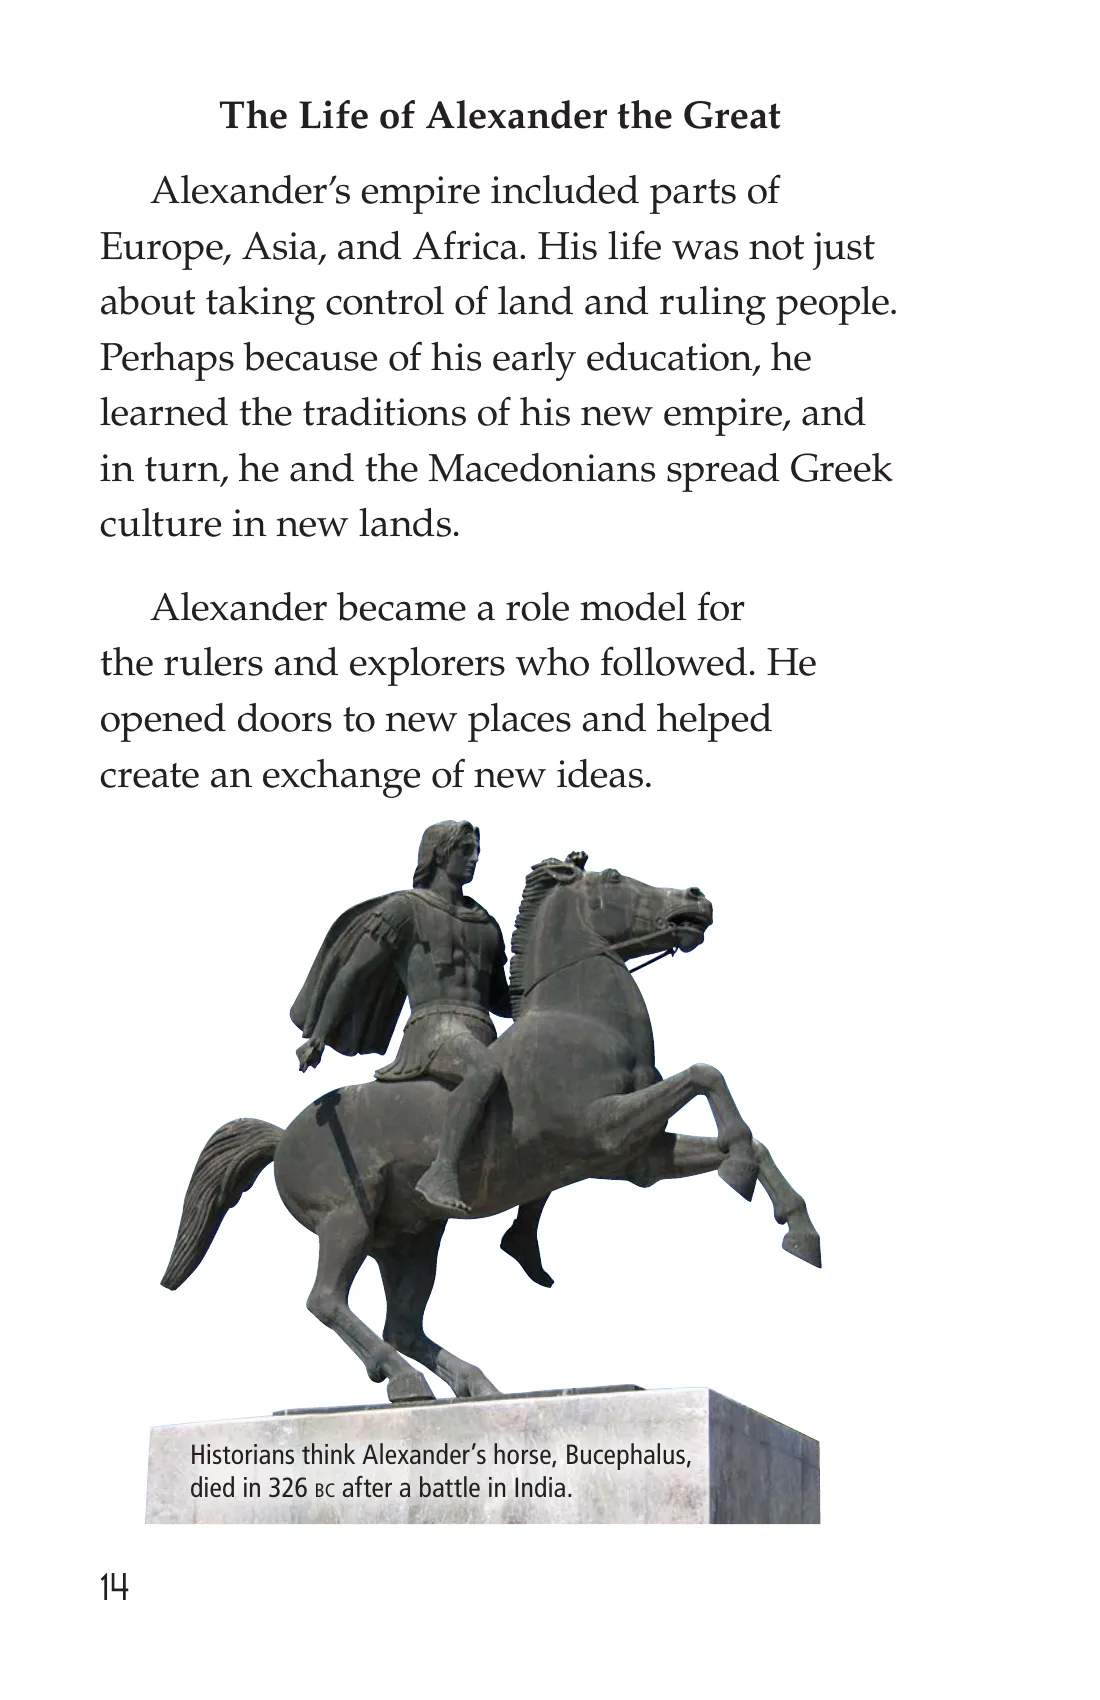 The Life of Alexander the Great
Alexander’s empire included parts of
Europe, Asia, and Africa. His life was not just
about taking control of land and ruling people.
Perhaps because of his early education, he
learned the traditions of his new empire, and
in turn, he and the Macedonians spread Greek
culture in new lands.
Alexander became a role model for
the rulers and explorers who followed. He
opened doors to new places and helped
create an exchange of new ideas.
Historians think Alexander’s horse, Bucephalus,
died in 326 BC after a battle in India.
14